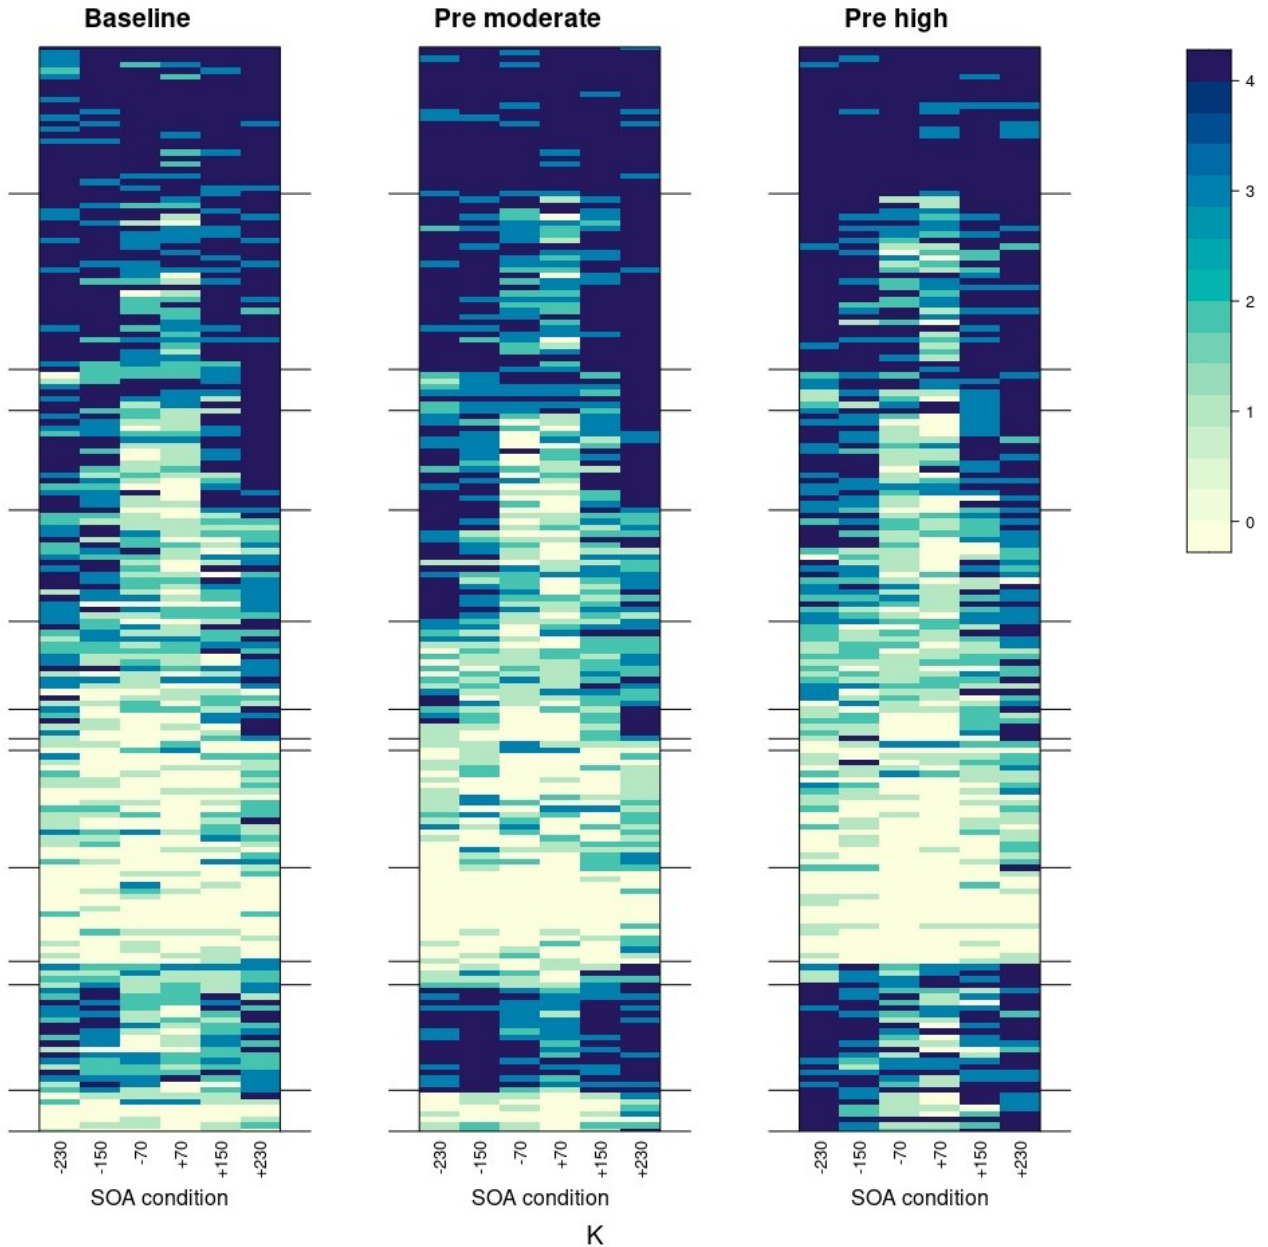 Baseline
Pre moderate
Pre high
4
3
2
1
0
-230 -150 -70 +70 +150 +230
-230 -150 -70 +70 +150 +230
-230 -150 -70 +70 +150 +230
SOA condition
SOA condition
SOA condition
K